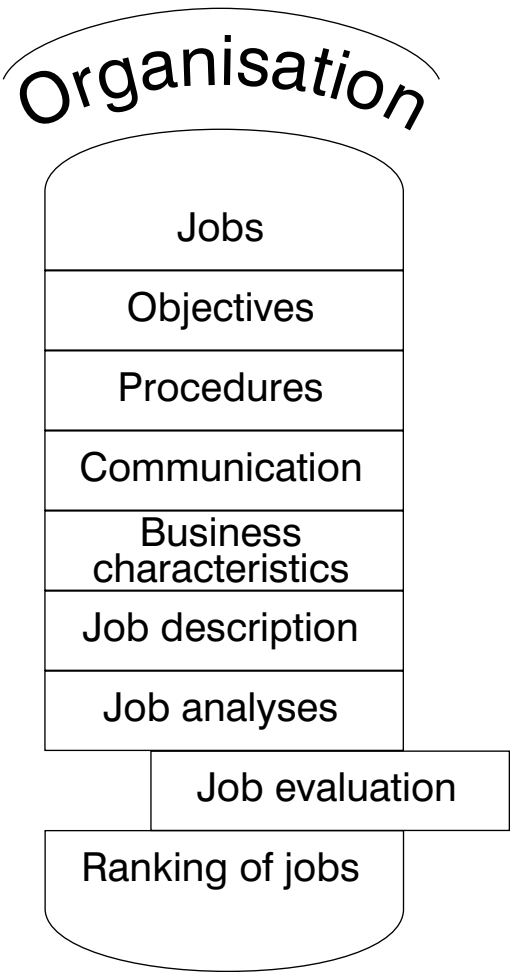 Organisation
Jobs
Objectives
Procedures
Communication
Business
characteristics
Job description
Job analyses
Job evaluation
Ranking of jobs